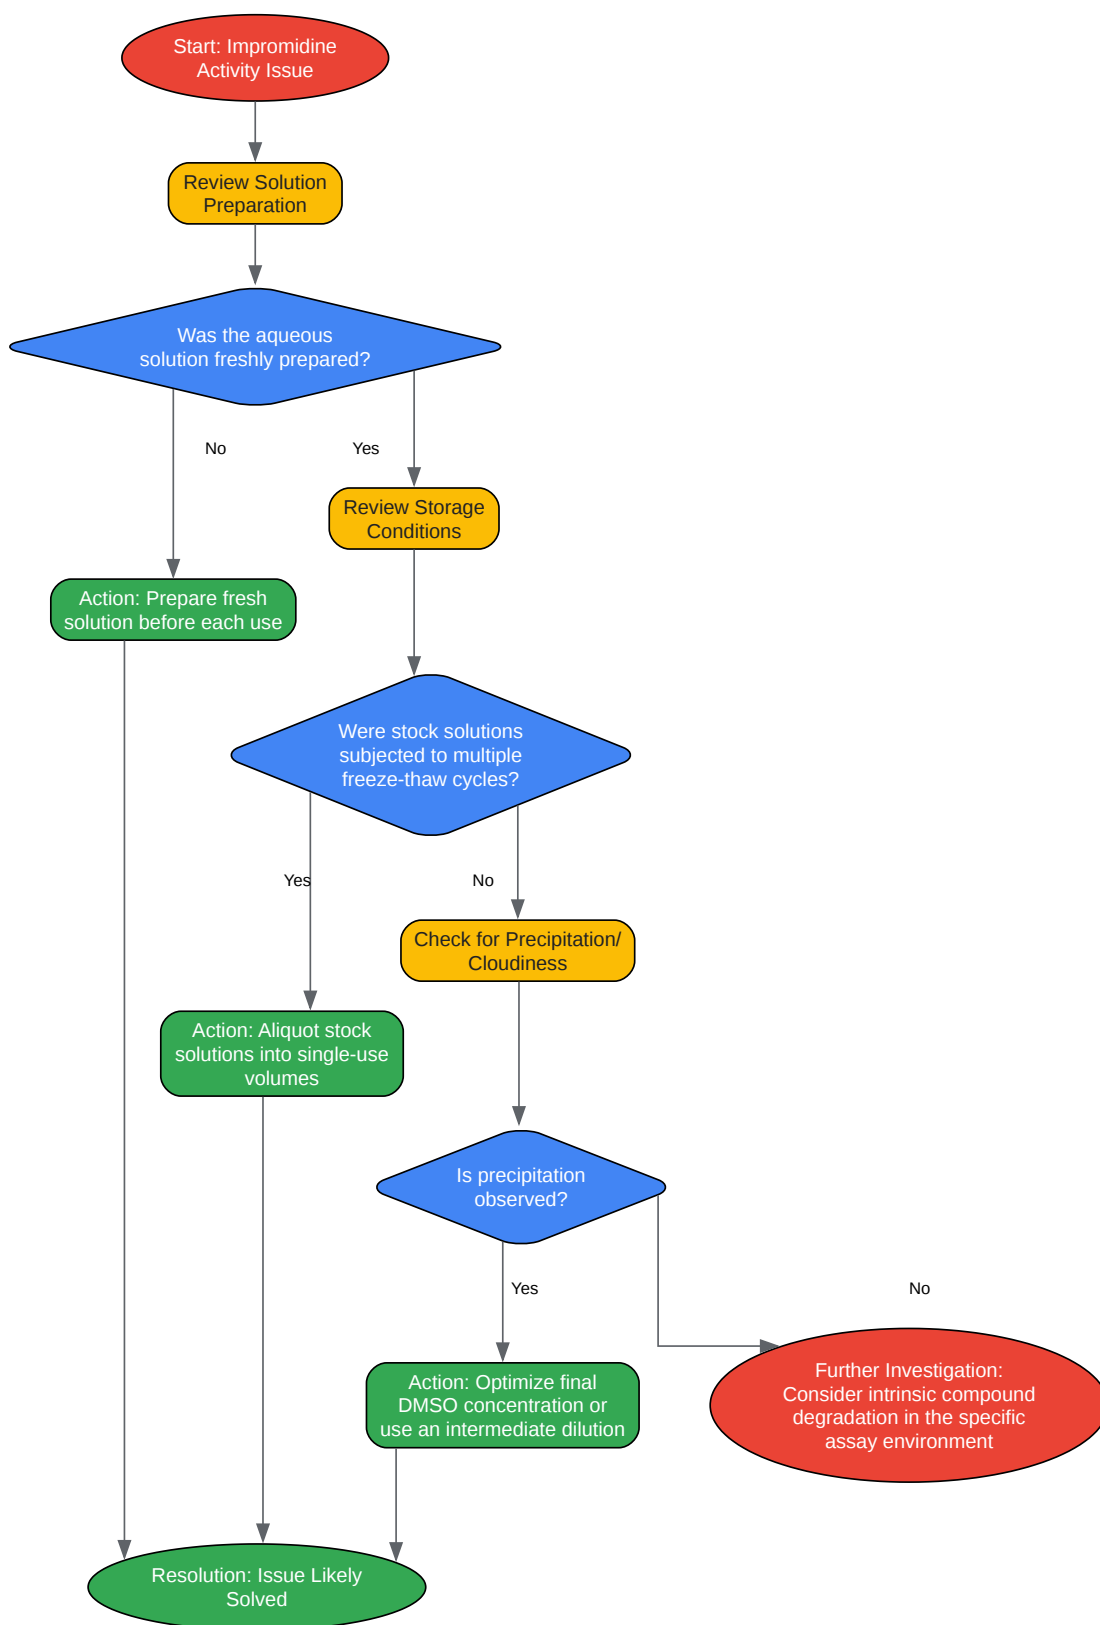 Start: Impromidine
Activity Issue
Review Solution
Preparation
Was the aqueous
solution freshly prepared?
No
Yes
Review Storage
Conditions
Action: Prepare fresh
solution before each use
Were stock solutions
subjected to multiple
freeze-thaw cycles?
Yes
No
Check for Precipitation/
Cloudiness
Action: Aliquot stock
solutions into single-use
volumes
Is precipitation
observed?
Yes
No
Action: Optimize final
DMSO concentration or
use an intermediate dilution
Further Investigation:
Consider intrinsic compound
degradation in the specific
assay environment
Resolution: Issue Likely
Solved